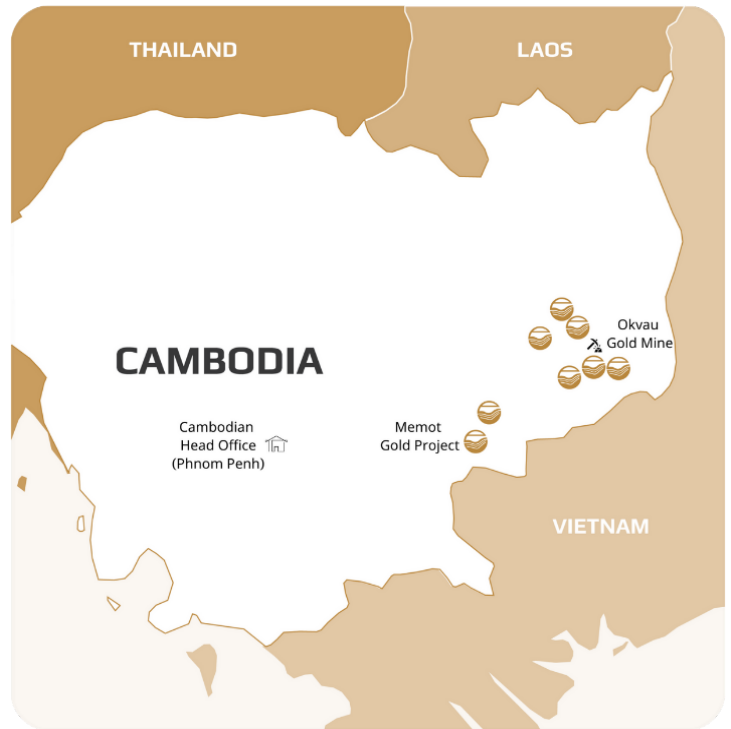 THAILAND
LAOS
Okvau
Gold Mine
CAMBODIA
Cambodian
Head Office
(Phnom Penh)
Memot
Gold Project
VIETNAM